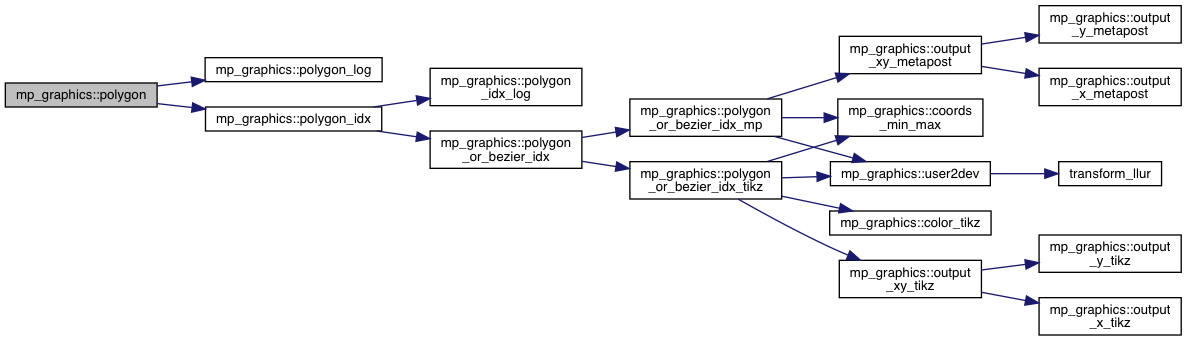 mp_graphics::polygon
mp_graphics::polygon_log
mp_graphics::polygon_idx
mp_graphics::polygon
_idx_log
mp_graphics::polygon
_or_bezier_idx
mp_graphics::polygon
_or_bezier_idx_mp
mp_graphics::polygon
_or_bezier_idx_tikz
mp_graphics::output
_xy_metapost
mp_graphics::coords
_min_max
mp_graphics::user2dev
mp_graphics::color_tikz
mp_graphics::output
_xy_tikz
mp_graphics::output
_y_metapost
mp_graphics::output
_x_metapost
transform_llur
mp_graphics::output
_y_tikz
mp_graphics::output
_x_tikz